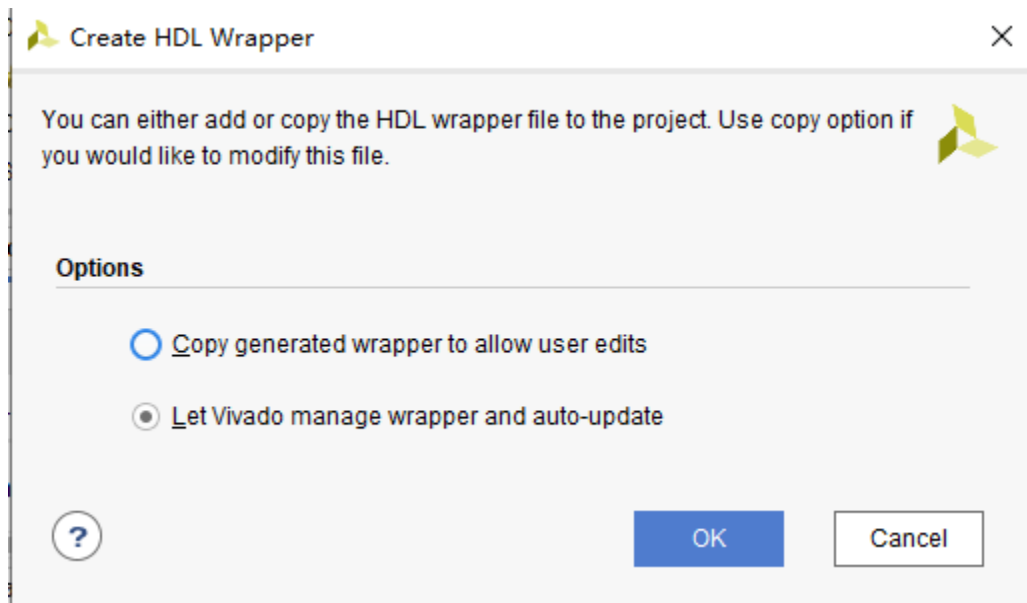 Create HDL Wrapper
You can either add or copy the HDL wrapper file to the project. Use copy option if
you would like to modify this file.
Options
Copy generated wrapper to allow user edits
Let Vivado manage wrapper and auto-update
?
OK
Cancel